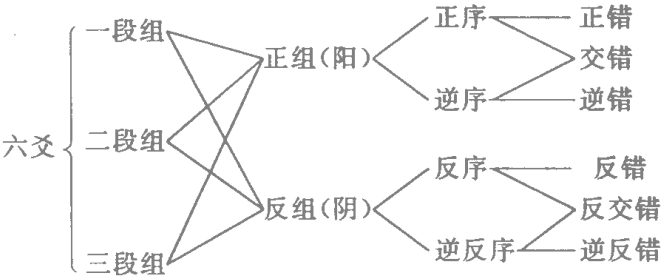 正序 正错
一段组
正组（阳） 交错
逆序 逆错
六爻 二段组
反序 反错
反组（阴） 反交错
三段组 逆反序 逆反错